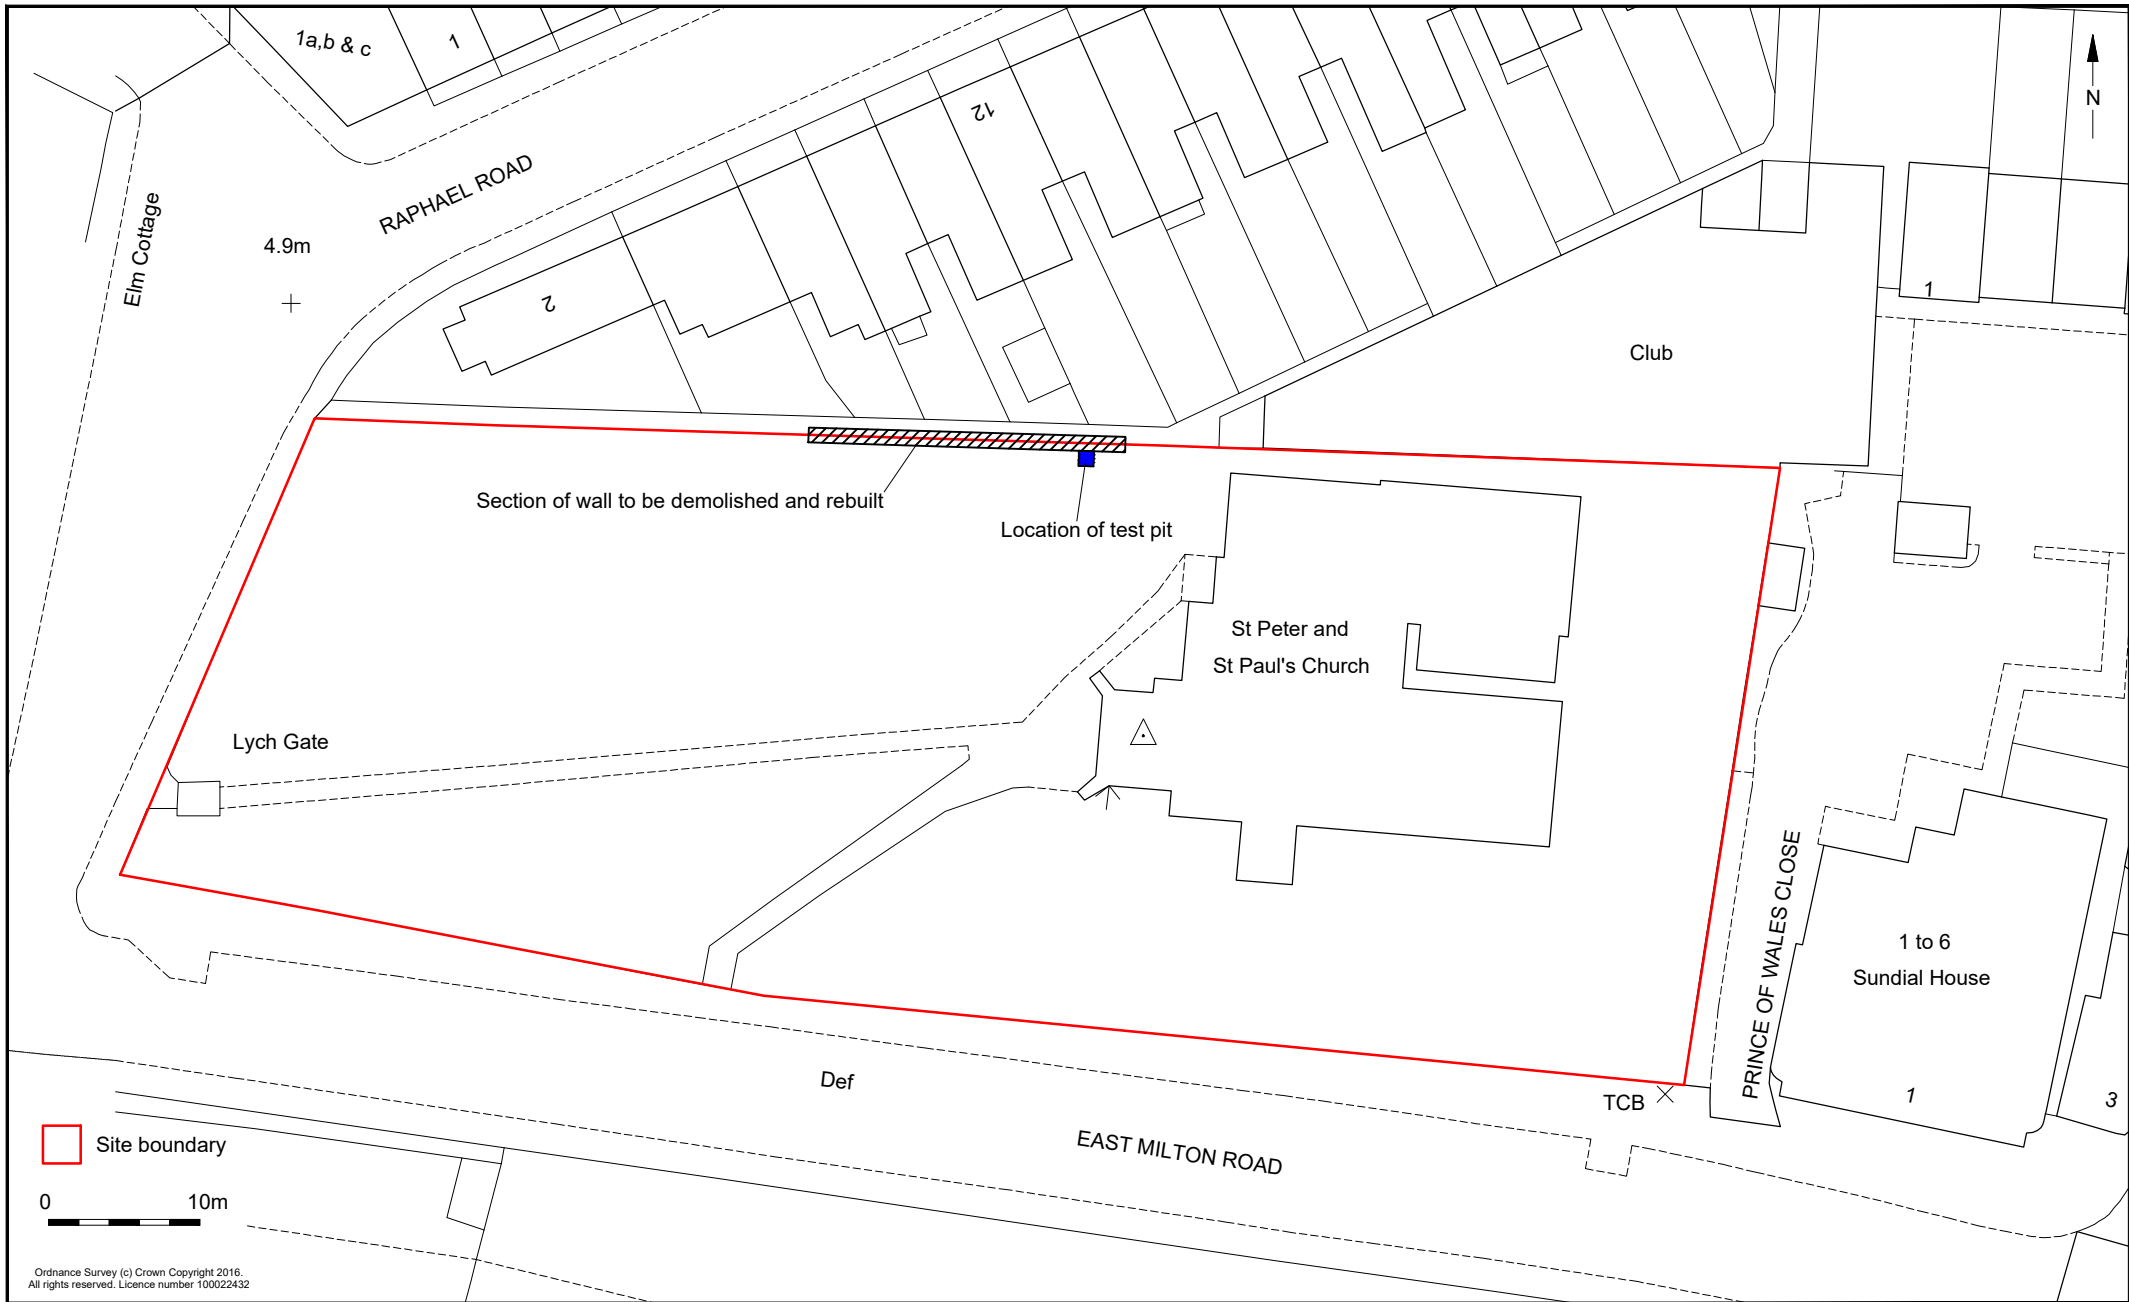 1a,b & c
1
N
12
RAPHAEL ROAD
Elm Cottage
4.9m
2
1
Club
Section of wall to be demolished and rebuilt
Location of test pit
St Peter and
St Paul's Church
Lych Gate
PRINCE OF WALES CLOSE
1 to 6
Sundial House
Def
TCB
1
3
EAST MILTON ROAD
Site boundary
0 10m
Ordnance Survey (c) Crown Copyright 2016.
All rights reserved. Licence number 100022432